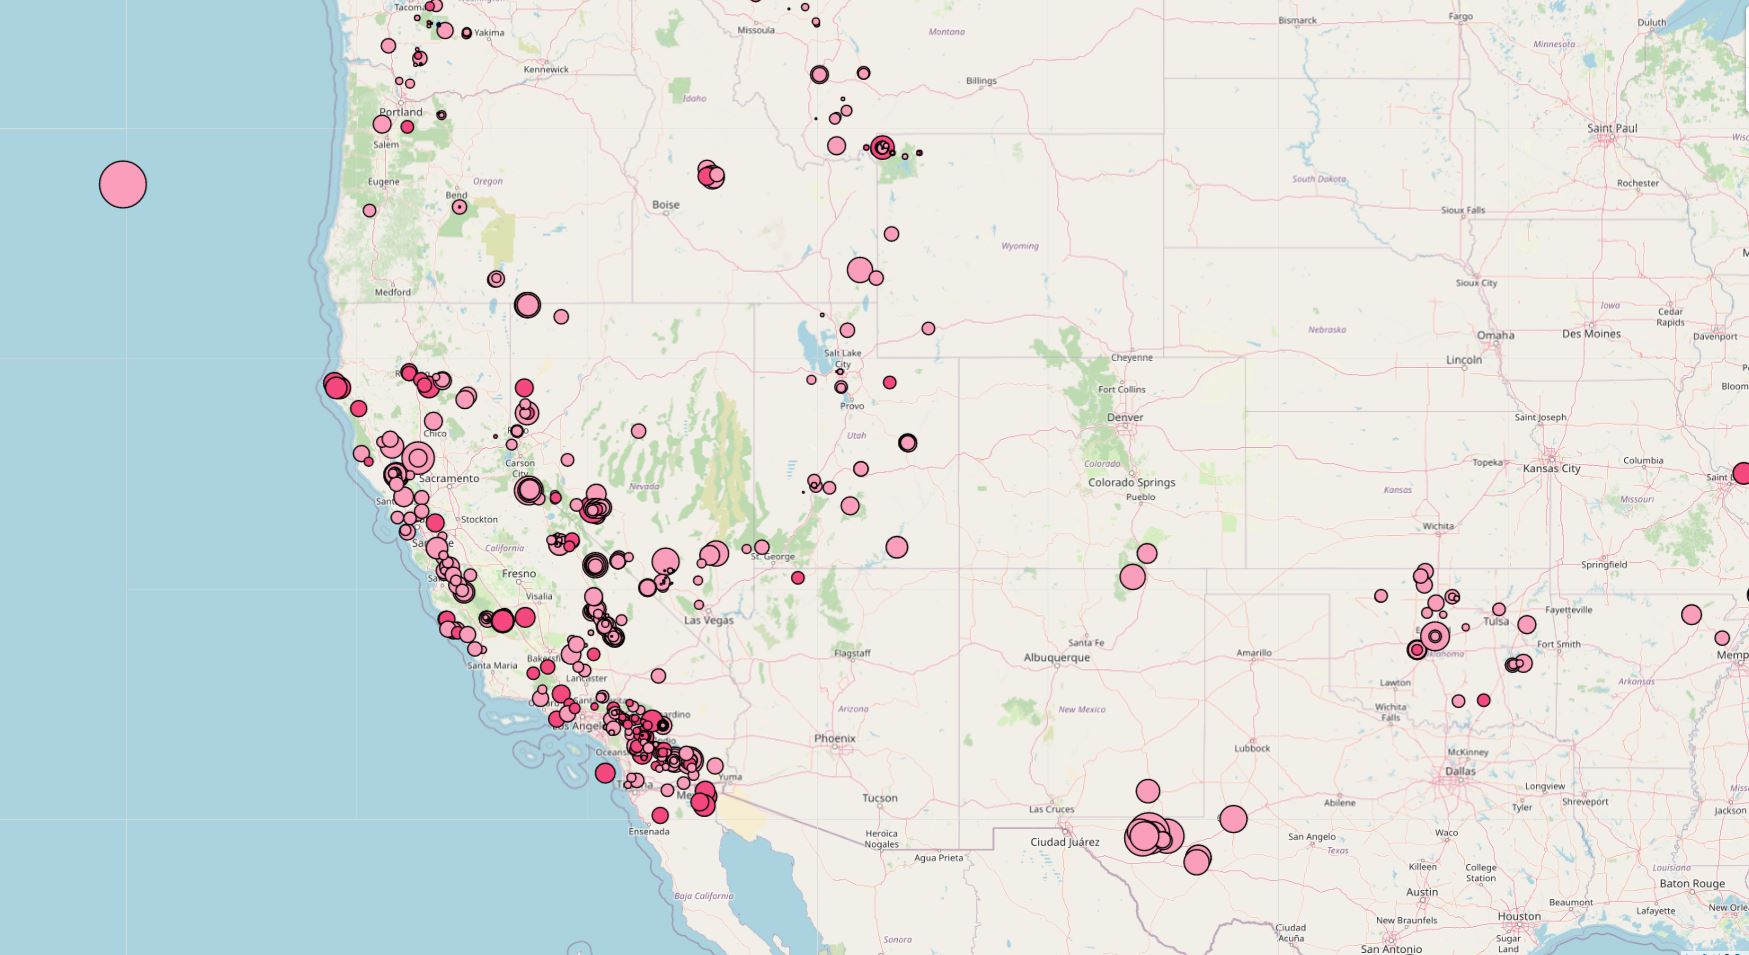 Tacoma
Missoula
Montana
Bismarck
Fargo
Duluth
Yakima
Minnesota
Kennewick
Billings
Portland
Idaho
Salem
Saint Paul
Eugene
Oregon
Bend
Boise
South Dakota
Rochester
Sioux Falls
Wyoming
Medford
Sioux City
Iowa
Cedar
Rapids
Nebraska
Omaha
Des Moines
Davenport
Salt Lake
City
Cheyenne
Lincoln
Fort Collins
Provo
Denver
Saint Joseph
Chico
Utah
Carson
City
Colorado
Topeka
Kansas City
Columbia
Sacramento
Nevada
Colorado Springs
Pueblo
Kansas
Missouri
Stockton
Wichita
California
St. George
Fresno
Springfield
Visalia
Las Vegas
Tulsa
Fayetteville
Santa Fe
Fort Smith
Santa Maria
Flagstaff
Albuquerque
Amarillo
Lancaster
Lawton
Arkansas
Arizona
New Mexico
Wichita
Falls
Los Angel
Phoenix
Lubbock
McKinney
Dallas
Yuma
Tucson
Las Cruces
Abilene
Longview
Tyler
Shreveport
Ensenada
Heroica
Nogales
Ciudad Juárez
San Angelo
Waco
Jackson
Agua Prieta
Texas
Killeen
College
Station
Louisiana
Baton Rouge
Baja California
Austin
Beaumont
Lafayette
New Braunfels
Houston
Ciudad
Acuña
Sonora
San Antonio
Sugar
Land